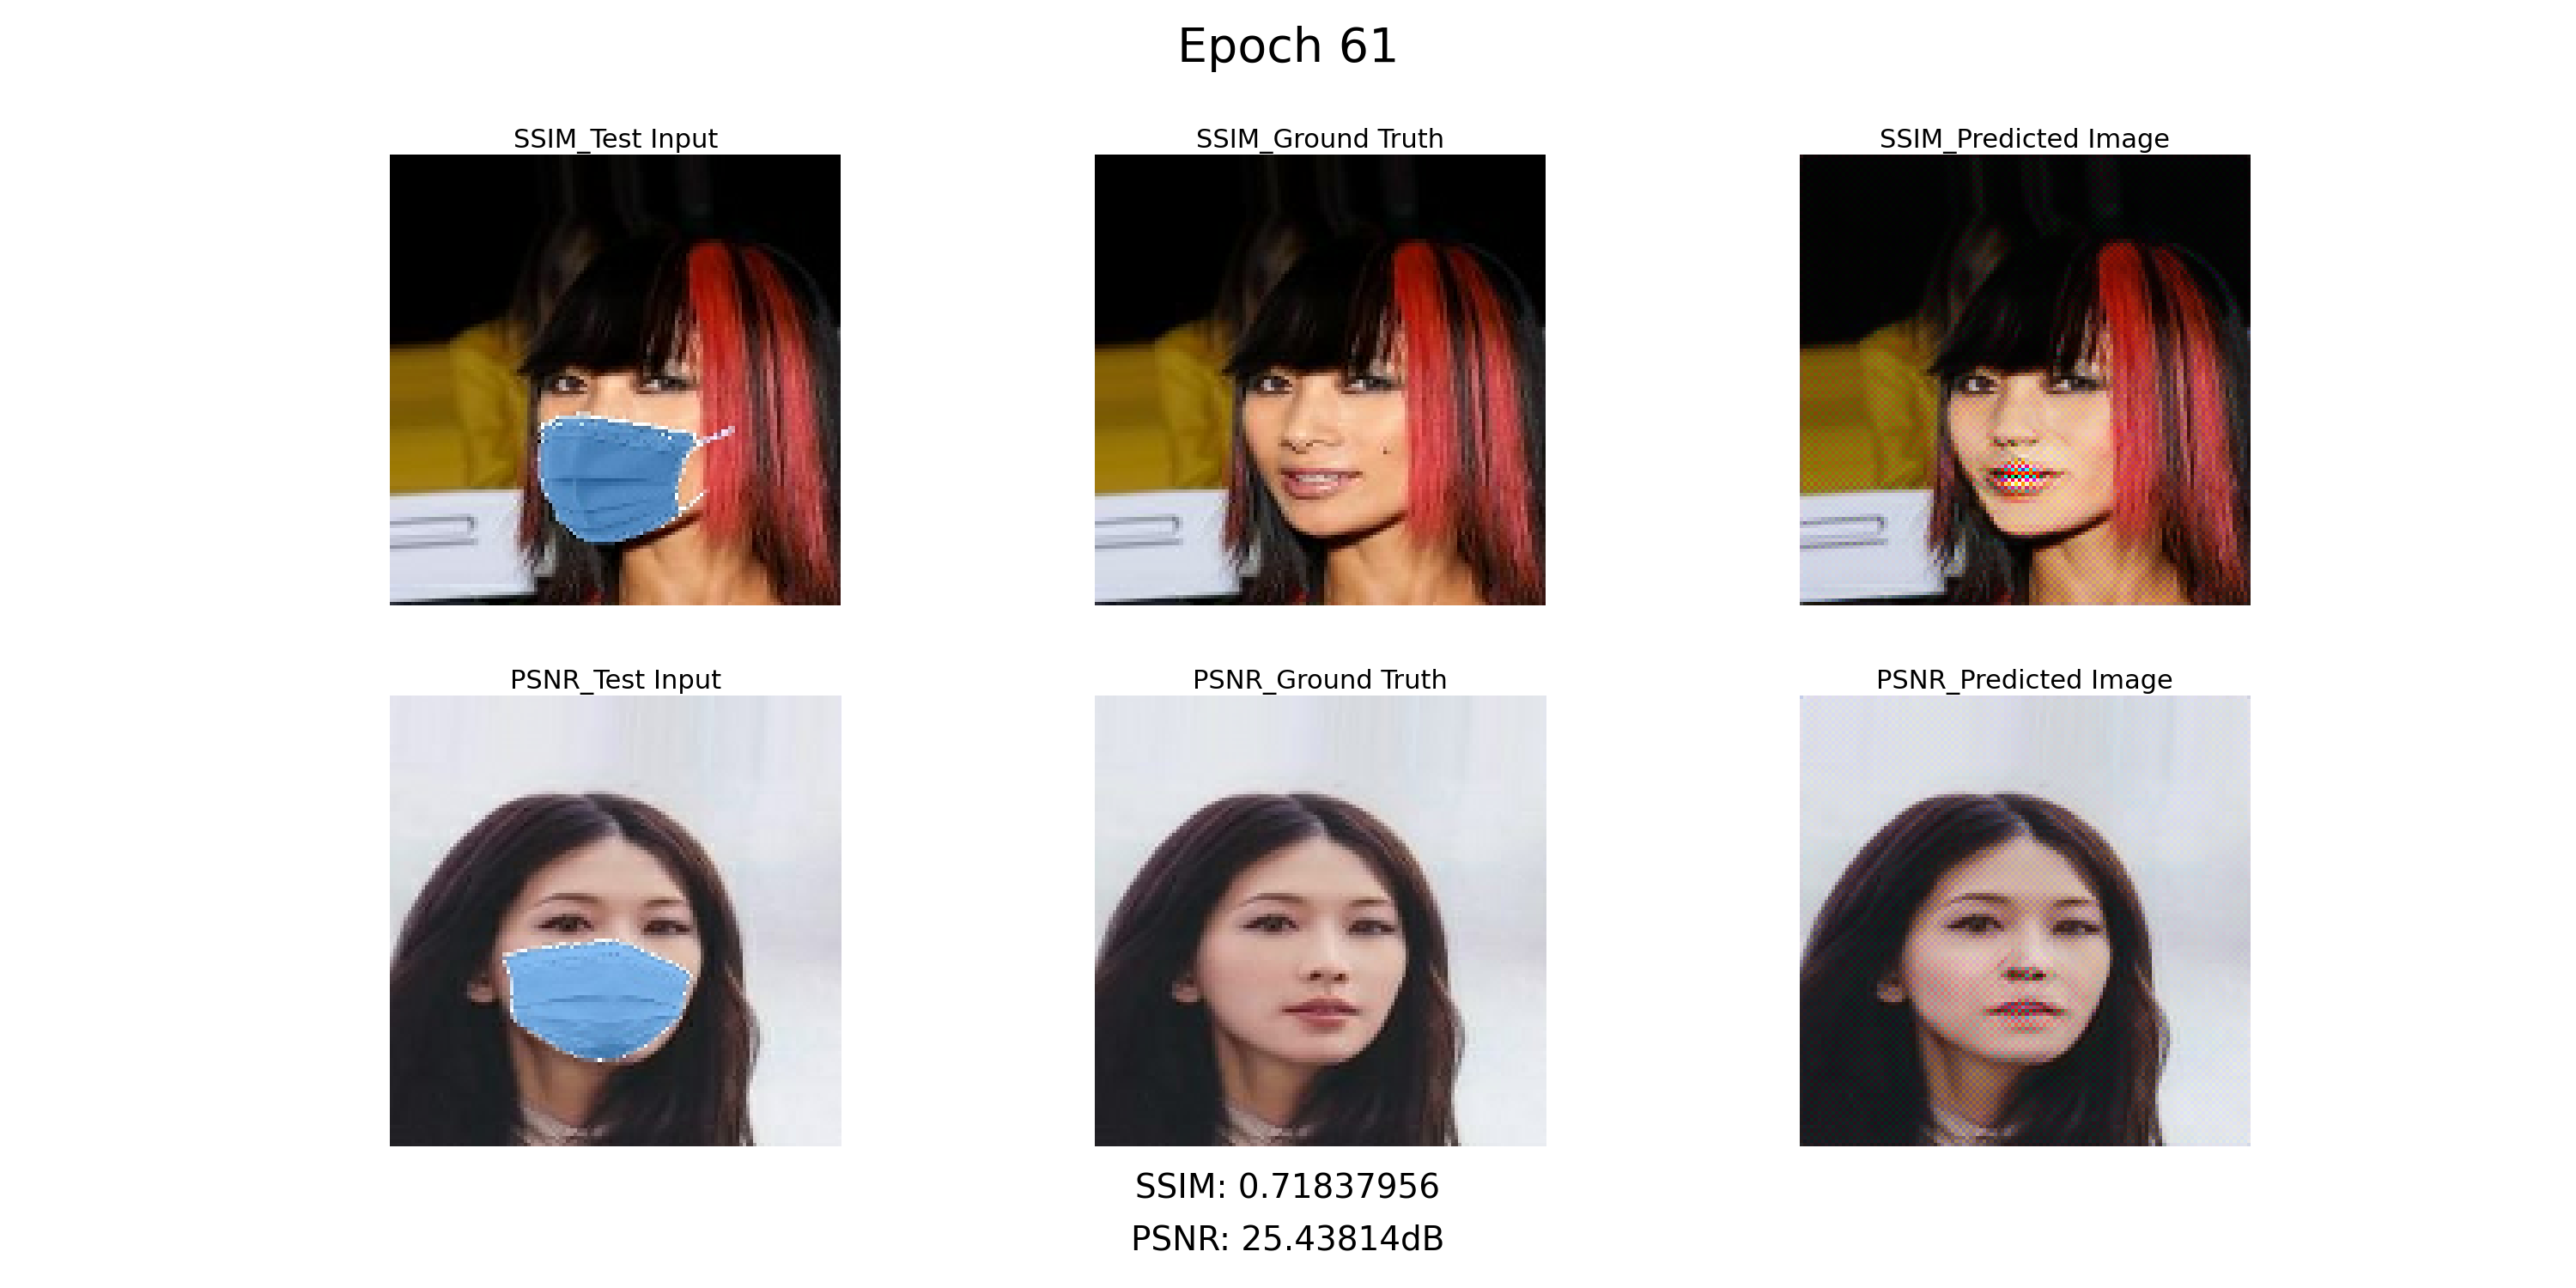 Epoch 61
SSIM_Test Input
SSIM_Ground Truth
SSIM_Predicted Image
PSNR_Test Input
PSNR_Ground Truth
PSNR_Predicted Image
SSIM: 0.71837956
PSNR: 25.43814dB